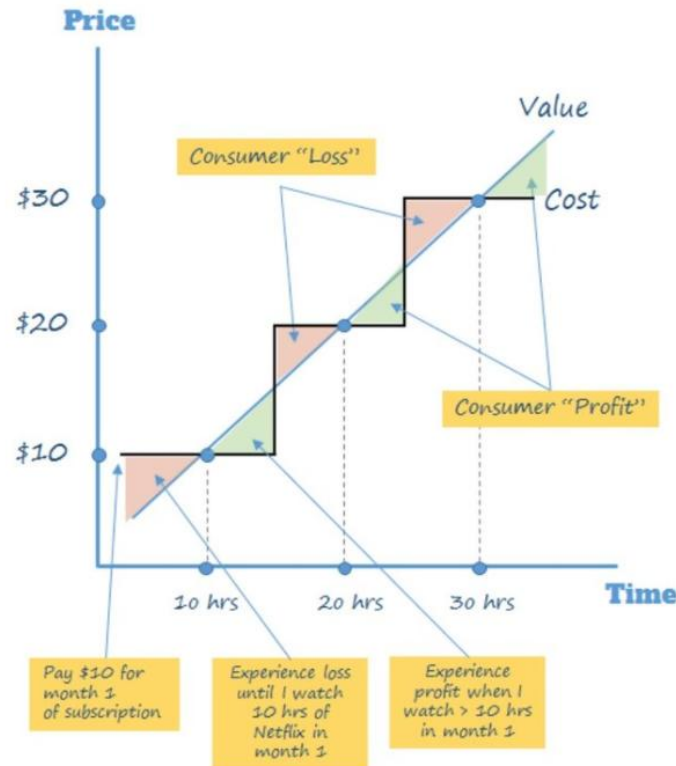 Price
Value
Consumer "Loss"
$30
Cost
$20
Consumer "Profit"
$10
10 hrs
20 hrs
30 hrs
Time
Pay $10 for
month 1
of subscription
Experience loss
until I watch
10 hrs of
Netflix in
month 1
Experience
profit when I
watch > 10 hrs
in month 1